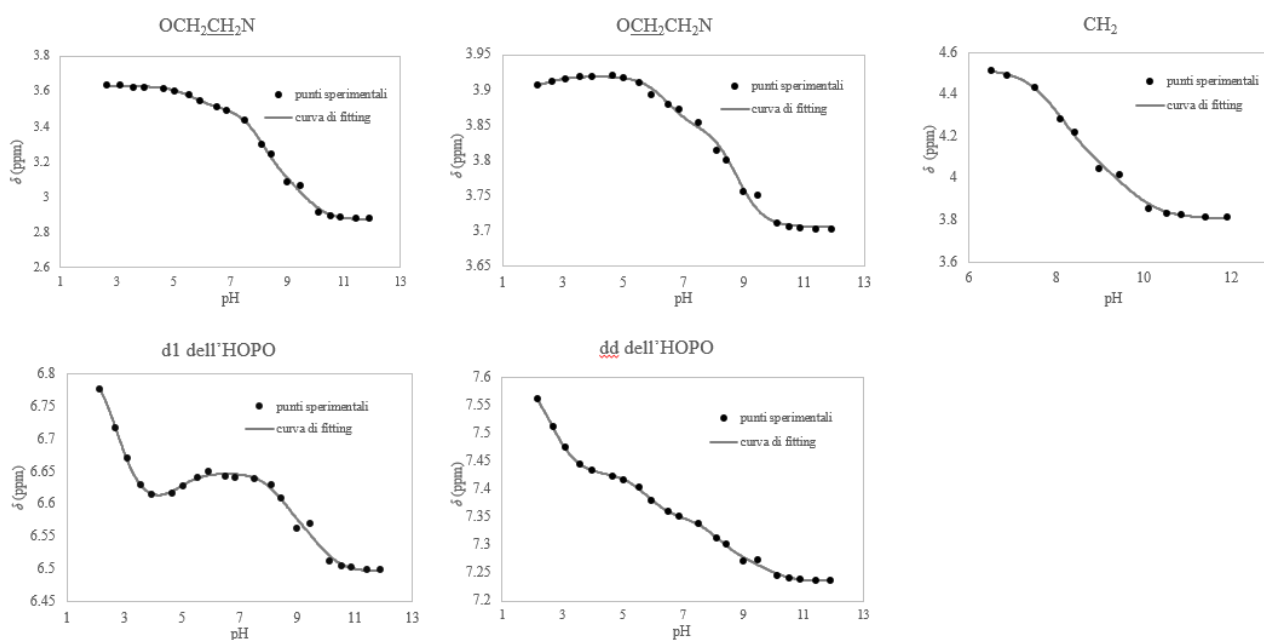 OCH₂CH₂N
3.8
3.6
3.4
3.2
3
2.8
2.6
δ (ppm)
punti sperimentali
curva di fitting
1 3 5 7 9 11 13
pH
OCH₂CH₂N
3.95
3.9
3.85
3.8
3.75
3.7
3.65
δ (ppm)
punti sperimentali
curva di fitting
1 3 5 7 9 11 13
pH
CH₂
4.6
4.4
4.2
4
3.8
3.6
δ (ppm)
punti sperimentali
curva di fitting
6 8 10 12
pH
d1 dell’HOPO
6.8
6.75
6.7
6.65
6.6
6.55
6.5
6.45
δ (ppm)
punti sperimentali
curva di fitting
1 3 5 7 9 11 13
pH
dd dell’HOPO
7.6
7.55
7.5
7.45
7.4
7.35
7.3
7.25
7.2
δ (ppm)
punti sperimentali
curva di fitting
1 3 5 7 9 11 13
pH